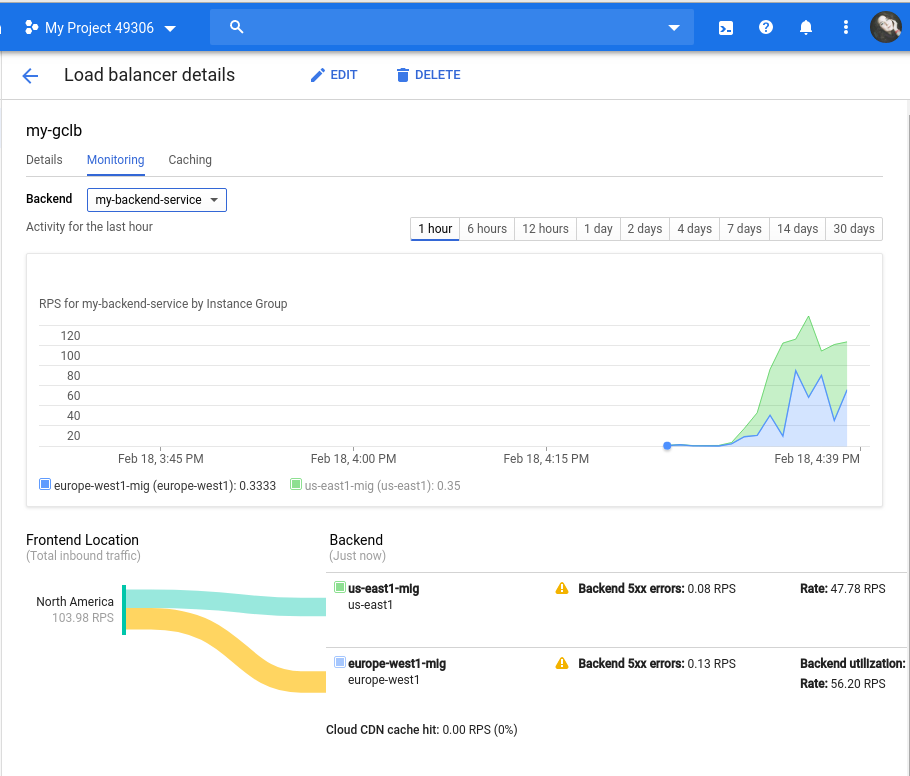 My Project 49306
Load balancer details
EDIT
DELETE
my-gclb
Details
Monitoring
Caching
Backend
my-backend-service
Activity for the last hour
1 hour
6 hours
12 hours
1 day
2 days
4 days
7 days
14 days
30 days
RPS for my-backend-service by Instance Group
120
100
80
60
40
20
Feb 18, 3:45 PM
Feb 18, 4:00 PM
Feb 18, 4:15 PM
Feb 18, 4:39 PM
europe-west1-mig (europe-west1): 0.3333
us-east1-mig (us-east1): 0.35
Frontend Location
(Total inbound traffic)
Backend
(Just now)
North America
103.98 RPS
us-east1-mig
us-east1
Backend 5xx errors: 0.08 RPS
Rate: 47.78 RPS
europe-west1-mig
europe-west1
Backend 5xx errors: 0.13 RPS
Backend utilization:
Rate: 56.20 RPS
Cloud CDN cache hit: 0.00 RPS (0%)